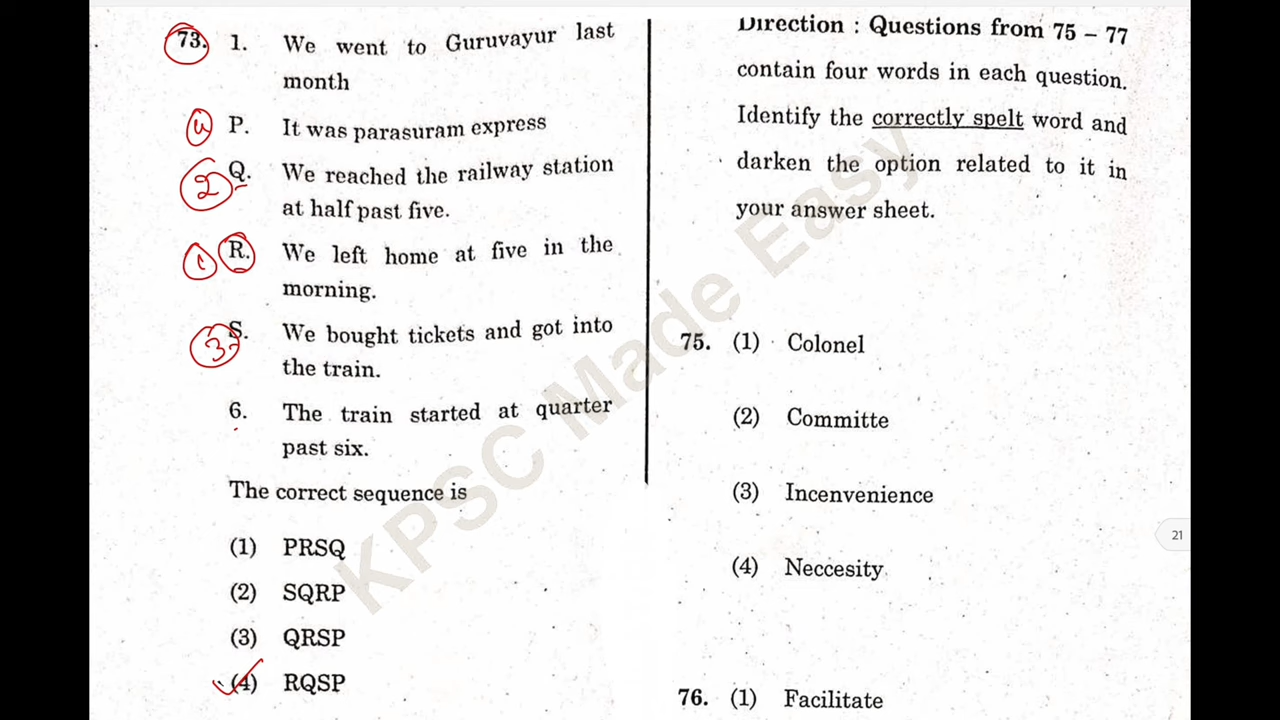 73. 1. We went to Guruvayur last
month
4 P. It was parasuram express
2 Q. We reached the railway station
at half past five.
1 R. We left home at five in the
morning.
3 S. We bought tickets and got into
the train.
6. The train started at quarter
past six.
The correct sequence is
(1) PRSQ
(2) SQRP
(3) QRSP
(4) RQSP
Direction : Questions from 75 – 77
contain four words in each question.
Identify the correctly spelt word and
darken the option related to it in
your answer sheet.
75. (1) Colonel
(2) Committe
(3) Incenvenience
(4) Neccesity
76. (1) Facilitate
KPSC Made Easy
21